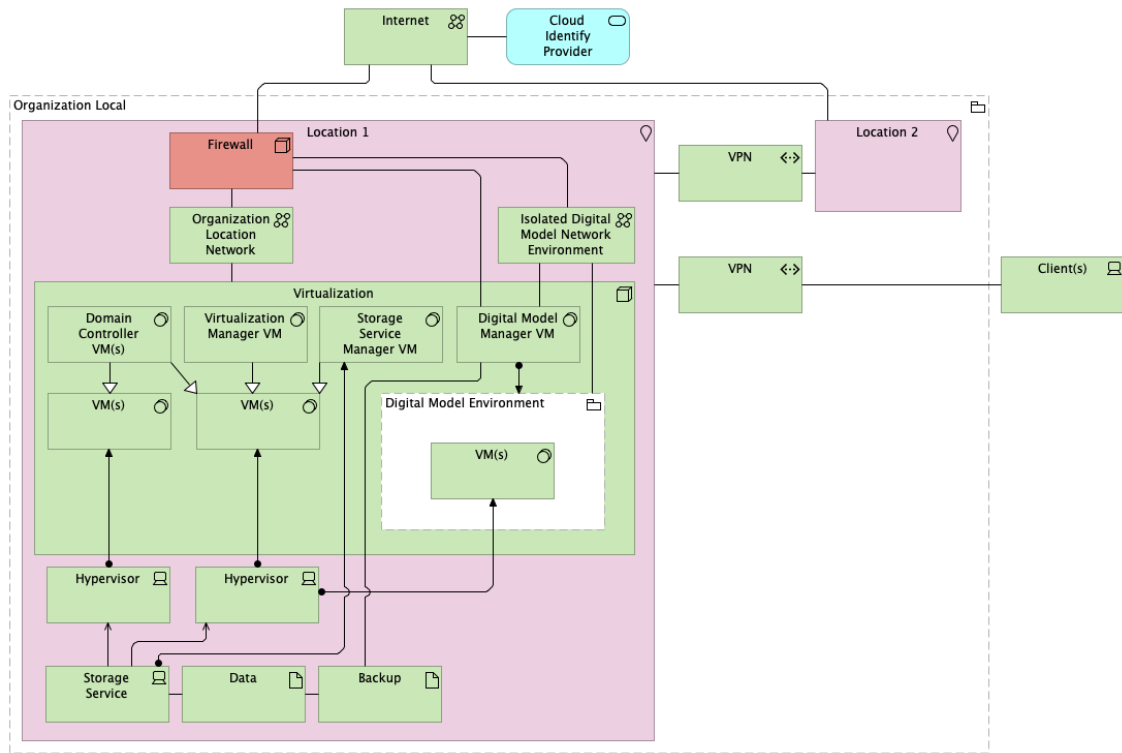 Internet
Cloud
Identify
Provider
Organization Local
Location 1
Location 2
Firewall
VPN
Organization
Location
Network
Isolated Digital
Model Network
Environment
VPN
Client(s)
Virtualization
Domain
Controller
VM(s)
Virtualization
Manager VM
Storage
Service
Manager VM
Digital Model
Manager VM
VM(s)
VM(s)
Digital Model Environment
VM(s)
Hypervisor
Hypervisor
Storage
Service
Data
Backup